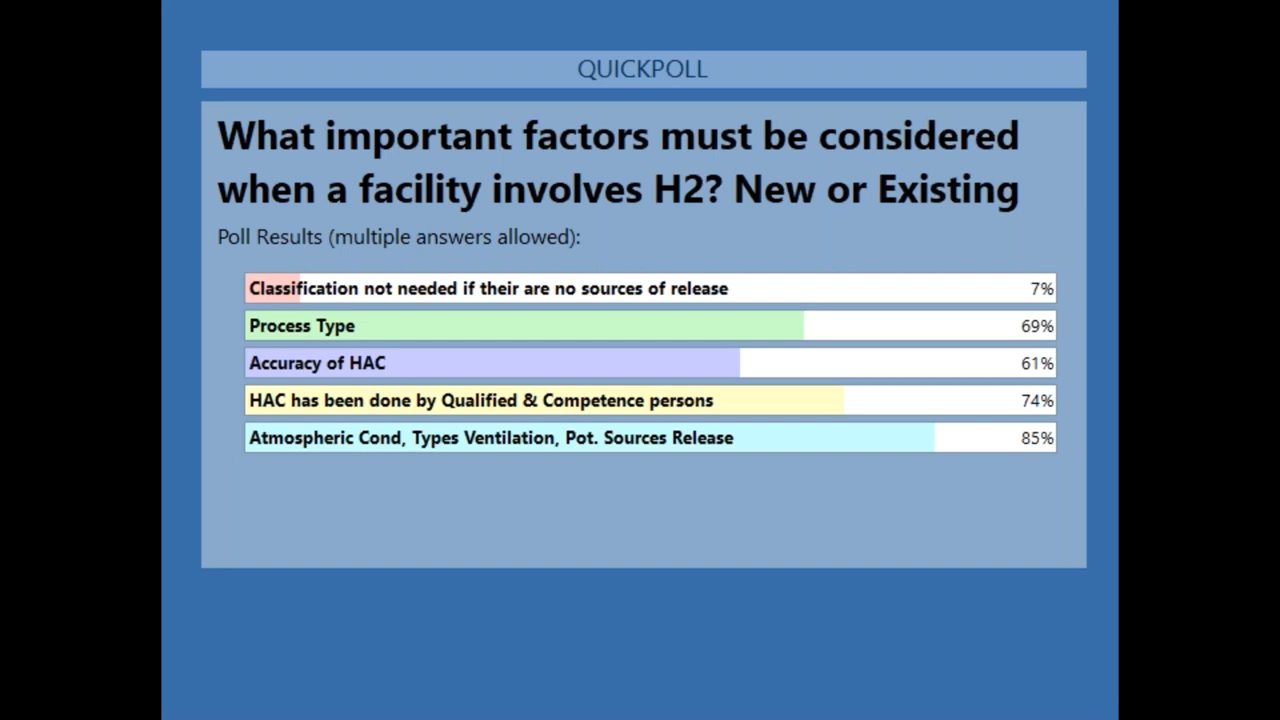 QUICKPOLL
What important factors must be considered
when a facility involves H2? New or Existing
Poll Results (multiple answers allowed):
Classification not needed if their are no sources of release 7%
Process Type 69%
Accuracy of HAC 61%
HAC has been done by Qualified & Competence persons 74%
Atmospheric Cond, Types Ventilation, Pot. Sources Release 85%